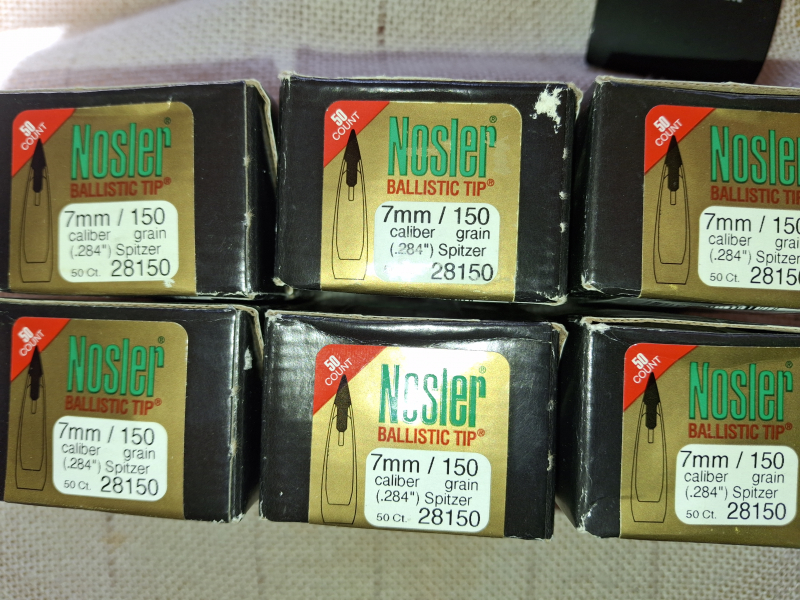 50
COUNT
Nosler®
BALLISTIC TIP®
7mm / 150
caliber grain
(.284") Spitzer
50 Ct. 28150
50
COUNT
Nosler®
BALLISTIC TIP®
7mm / 150
caliber grain
(.284") Spitzer
50 Ct. 28150
50
COUNT
Nosler
BALLISTIC TIP
7mm / 150
caliber grain
(.284") Spitzer
50 Ct. 28150
50
COUNT
Nosler®
BALLISTIC TIP®
7mm / 150
caliber grain
(.284") Spitzer
50 Ct. 28150
50
COUNT
Nosler®
BALLISTIC TIP®
7mm / 150
caliber grain
(.284") Spitzer
50 Ct. 28150
50
COUNT
Nosler®
BALLISTIC TIP®
7mm / 150
caliber grain
(.284") Spitzer
50 Ct. 28150